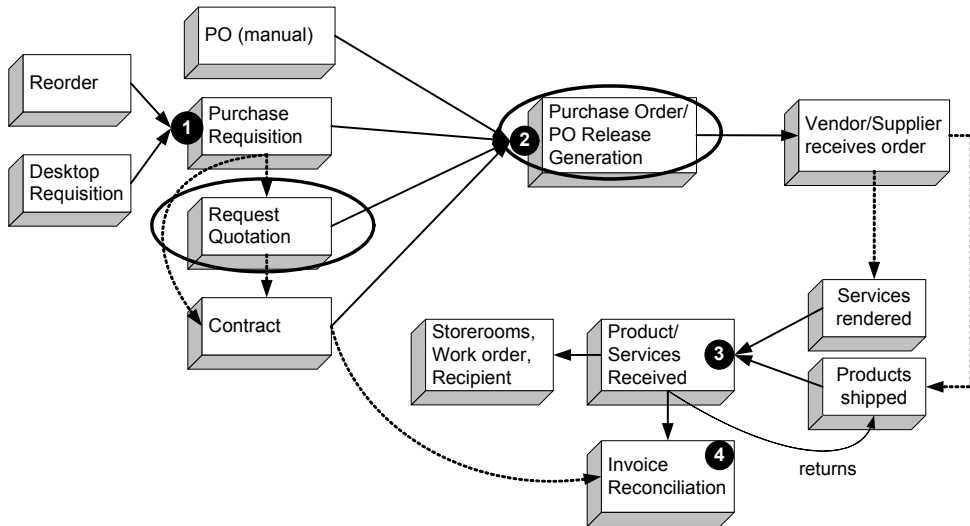 PO (manual)
Reorder
1
Purchase
Requisition
Desktop
Requisition
Request
Quotation
Contract
2
Purchase Order/
PO Release
Generation
Vendor/Supplier
receives order
Services
rendered
Products
shipped
Storerooms,
Work order,
Recipient
Product/
Services
Received
3
returns
Invoice
Reconciliation
4